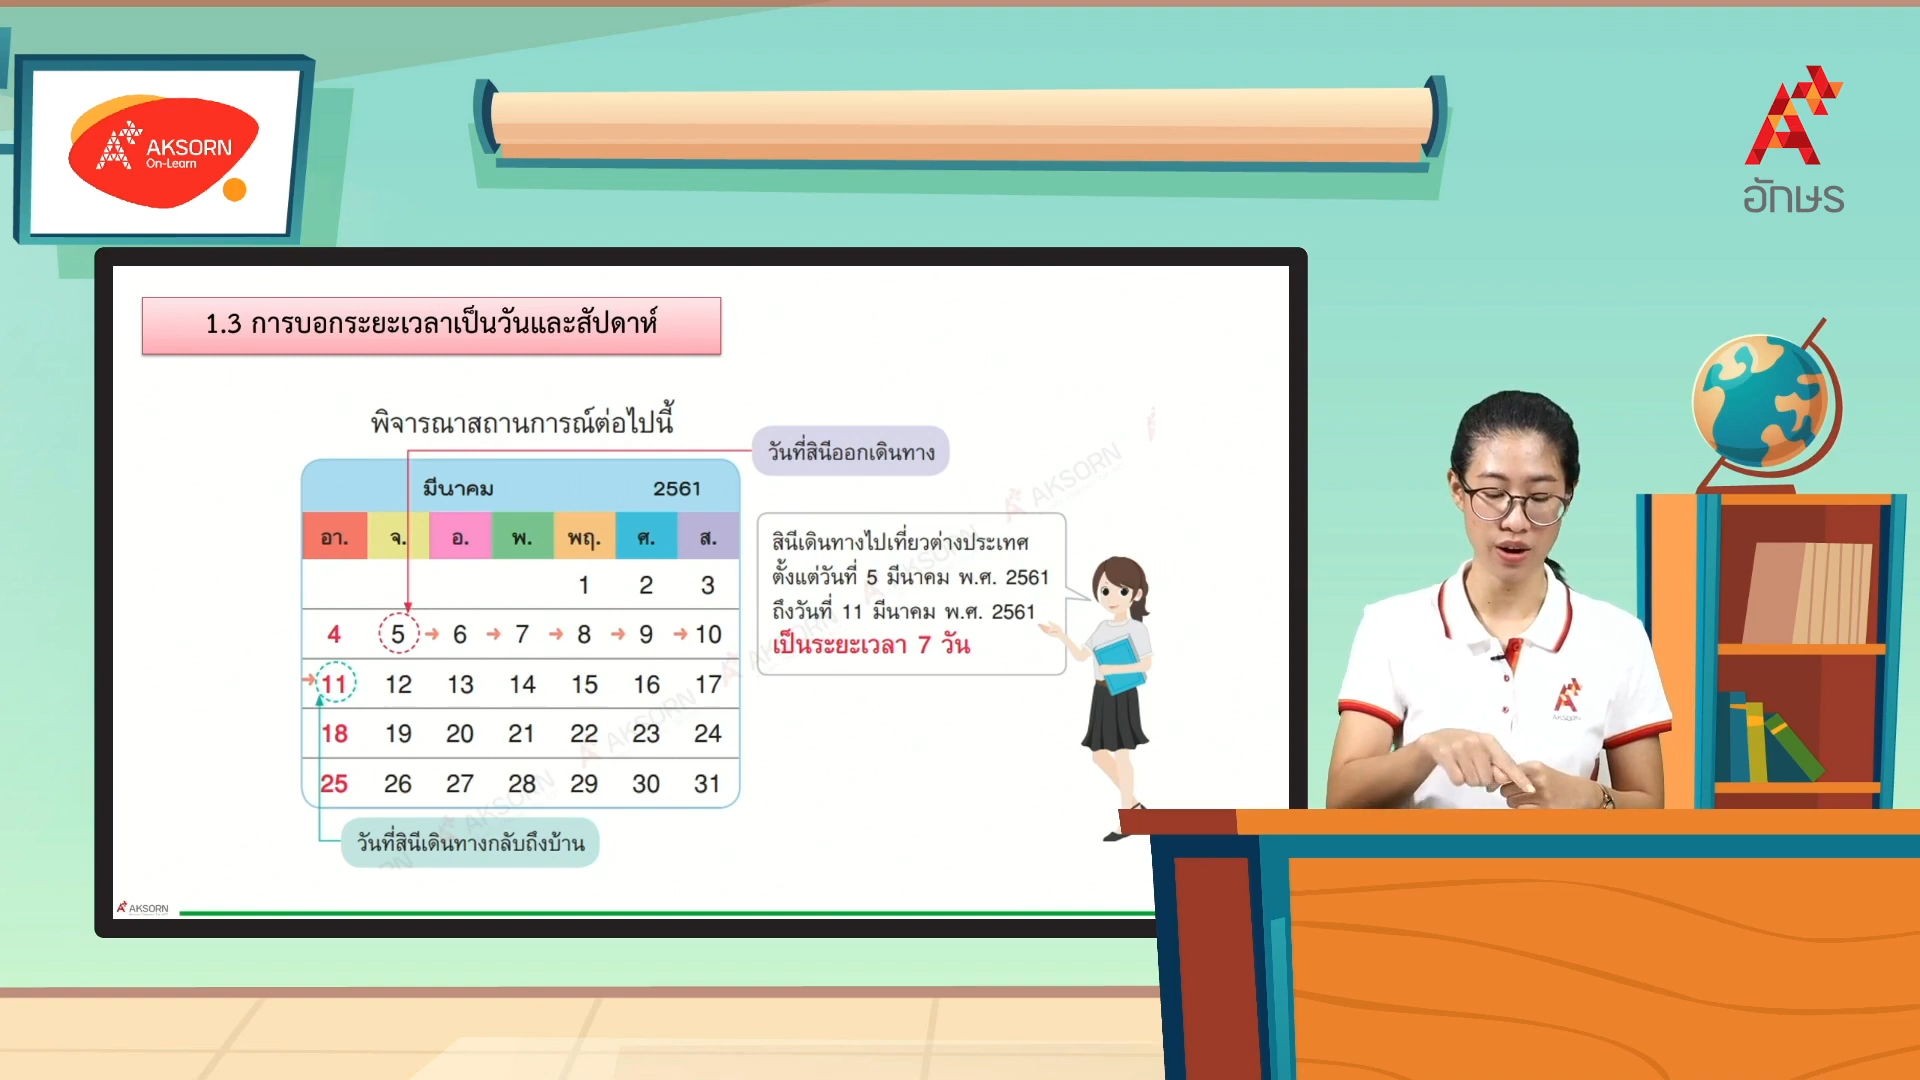 AKSORN
On-Learn
อักษร
1.3 การบอกระยะเวลาเป็นวันและสัปดาห์
พิจารณาสถานการณ์ต่อไปนี้
วันที่สินีออกเดินทาง
มีนาคม 2561
อา. จ. อ. พ. พฤ. ศ. ส.
1 2 3
4 5 6 7 8 9 10
11 12 13 14 15 16 17
18 19 20 21 22 23 24
25 26 27 28 29 30 31
วันที่สินีเดินทางกลับถึงบ้าน
สินีเดินทางไปเที่ยวต่างประเทศ
ตั้งแต่วันที่ 5 มีนาคม พ.ศ. 2561
ถึงวันที่ 11 มีนาคม พ.ศ. 2561
เป็นระยะเวลา 7 วัน
AKSORN
AKSORN